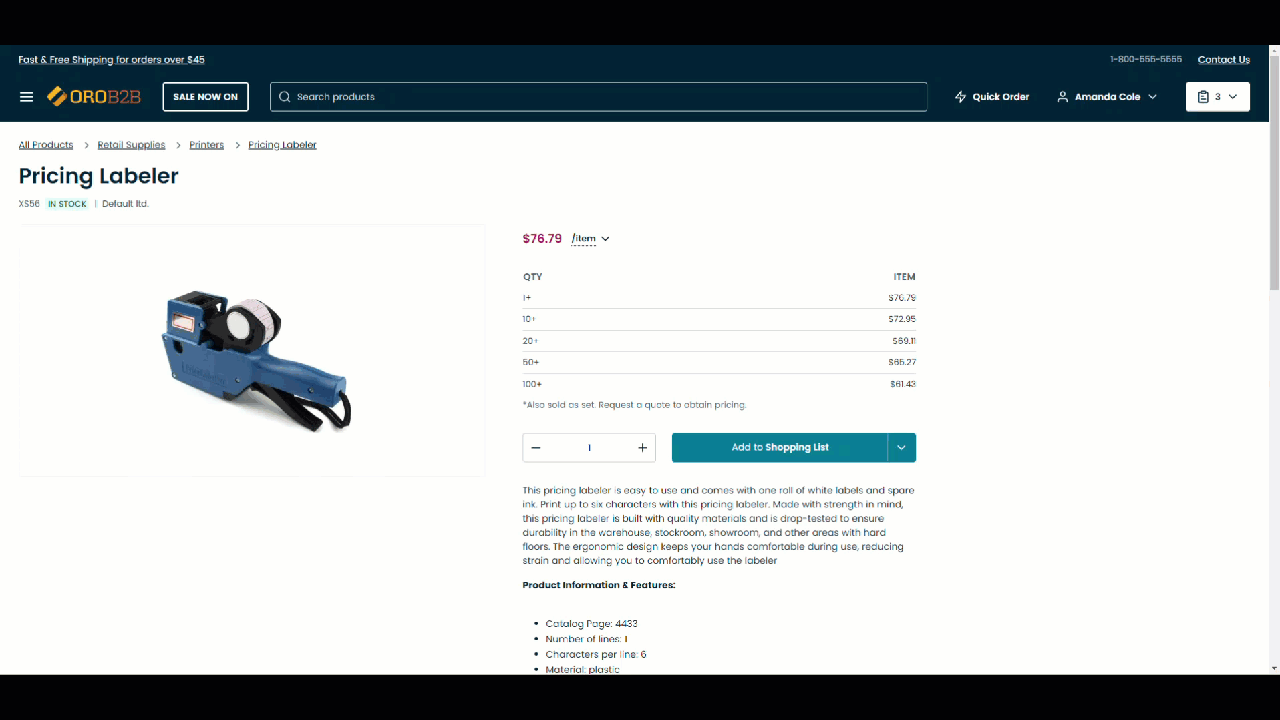 Fast & Free Shipping for orders over $45
1-800-555-5555 Contact Us
OROB2B SALE NOW ON Search products Quick Order Amanda Cole 3
All Products > Retail Supplies > Printers > Pricing Labeler
Pricing Labeler
XS56 IN STOCK | Default ltd.
$76.79 /item
QTY ITEM
1+ $76.79
10+ $72.95
20+ $69.11
50+ $65.27
100+ $61.43
*Also sold as set. Request a quote to obtain pricing.
1 Add to Shopping List
This pricing labeler is easy to use and comes with one roll of white labels and spare
ink. Print up to six characters with this pricing labeler. Made with strength in mind,
this pricing labeler is built with quality materials and is drop-tested to ensure
durability in the warehouse, stockroom, showroom, and other areas with hard
floors. The ergonomic design keeps your hands comfortable during use, reducing
strain and allowing you to comfortably use the labeler
Product Information & Features:
• Catalog Page: 4433
• Number of lines: 1
• Characters per line: 6
• Material: plastic